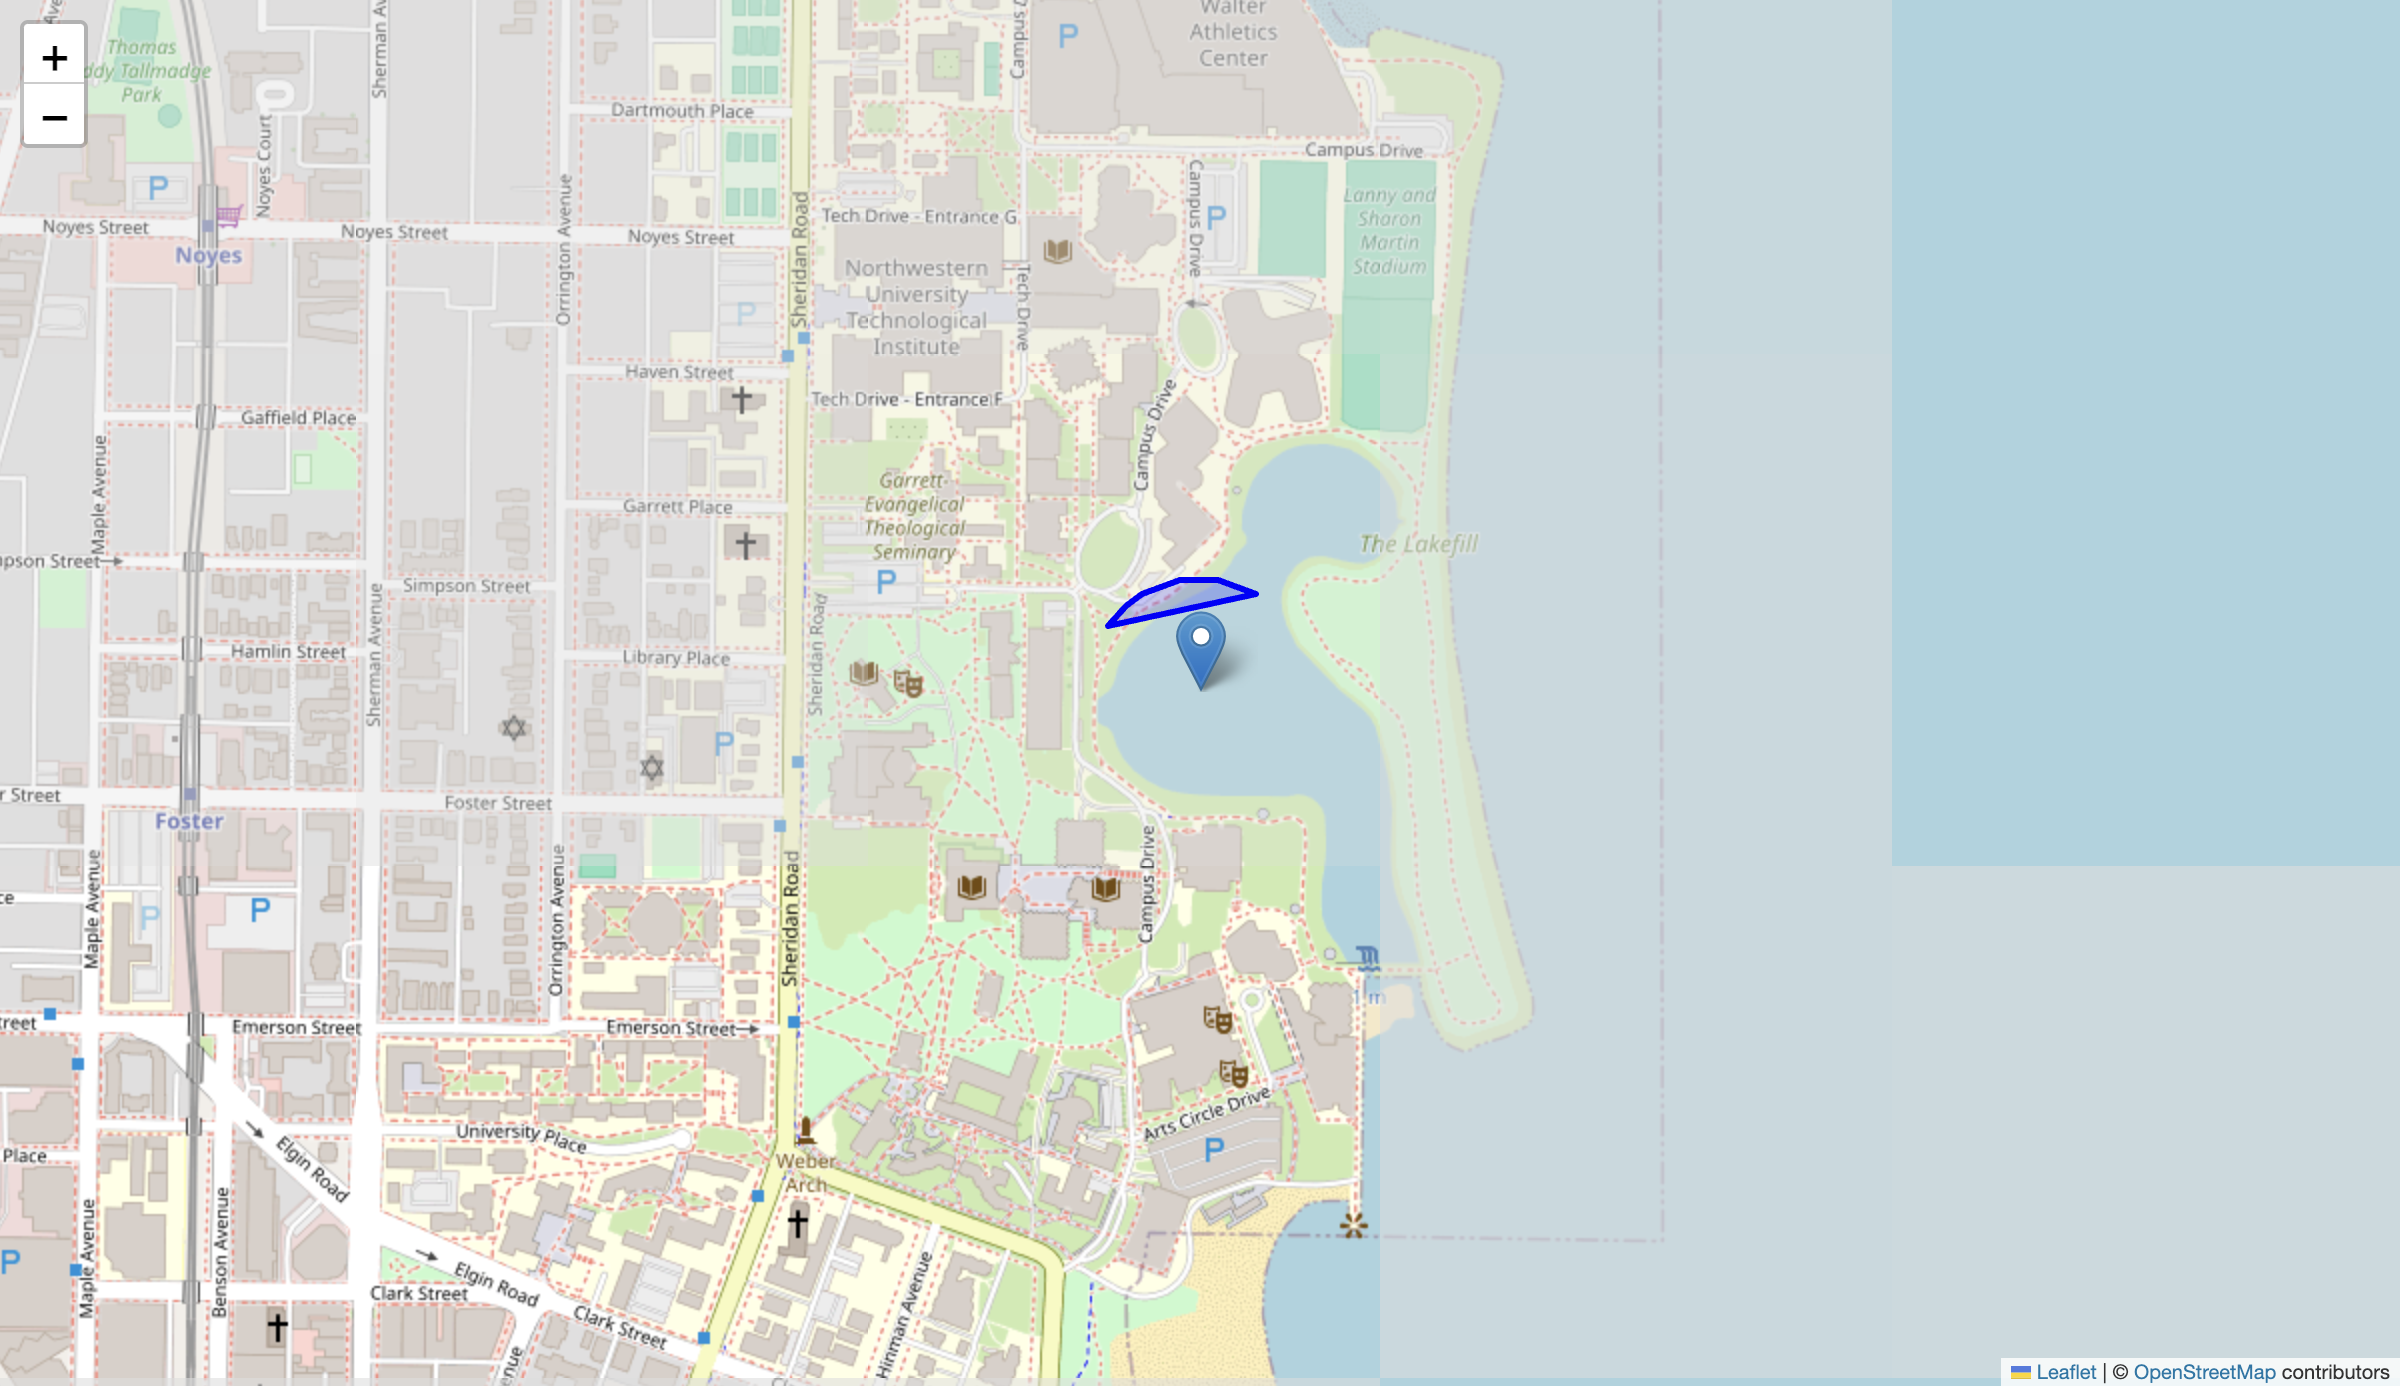 +
−
Thomas
ddy Tallmadge
Park
Sherman Av
Noyes Court
Dartmouth Place
Campus D
P
Walter
Athletics
Center
Campus Drive
P
Noyes Street
Noyes Street
Noyes Street
Noyes
Orrington Avenue
Sheridan Road
Tech Drive - Entrance G
Campus Drive
P
Lanny and
Sharon
Martin
Stadium
Northwestern
University
Technological
Institute
Tech Drive
P
Haven Street
Tech Drive - Entrance F
Gaffield Place
Campus Drive
Maple Avenue
Garrett Place
Garrett-
Evangelical
Theological
Seminary
The Lakefill
pson Street
Simpson Street
P
Sherman Avenue
Hamlin Street
Library Place
Sheridan Road
P
r Street
Foster Street
Foster
Maple Avenue
Orrington Avenue
Sheridan Road
Campus Drive
ce
P
P
1 m
treet
Emerson Street
Emerson Street
Arts Circle Drive
P
University Place
Elgin Road
Place
Weber
Arch
Maple Avenue
Benson Avenue
P
Elgin Road
Clark Street
Clark Street
Hinman Avenue
enue
Leaflet | © OpenStreetMap contributors